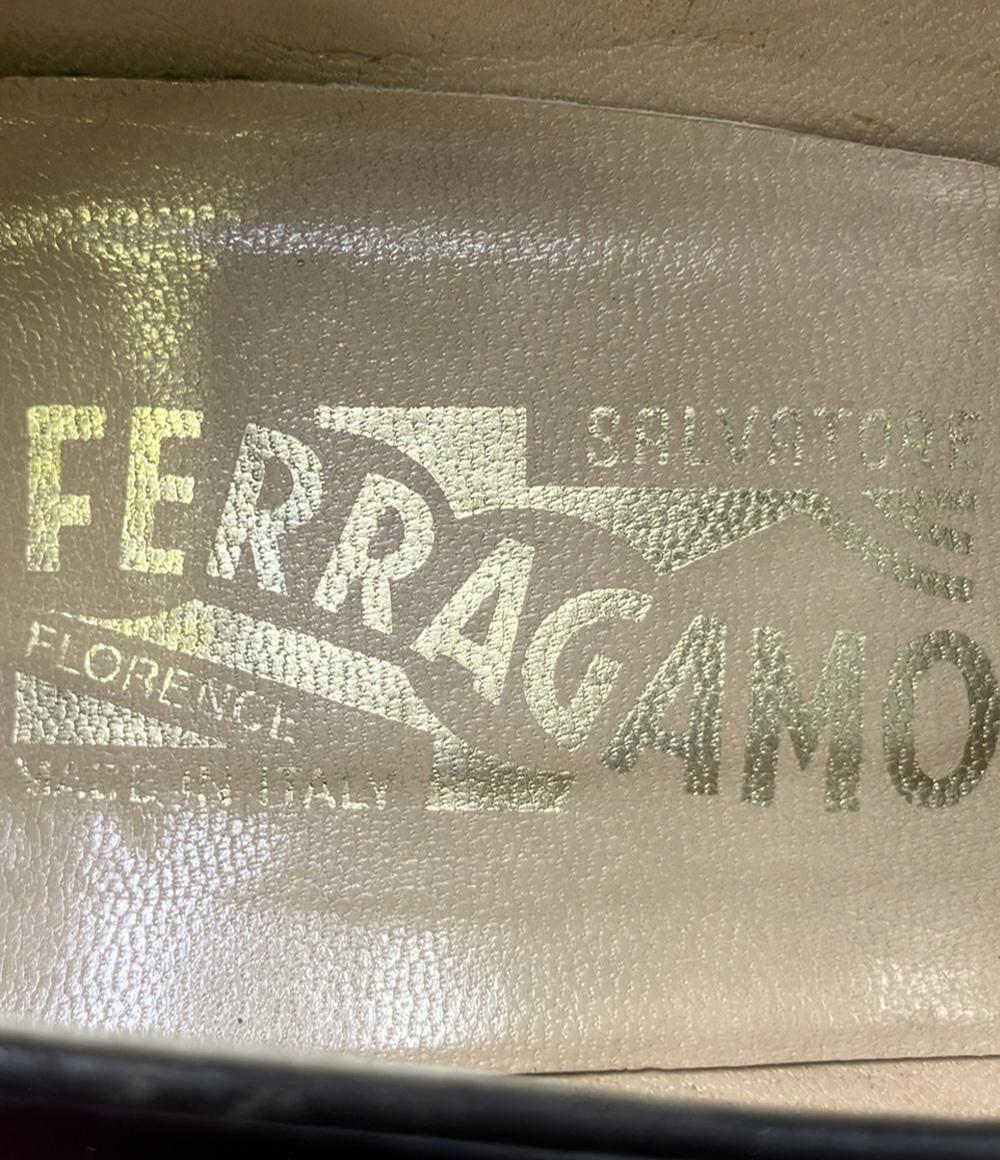 SALVATORE
FERRAGAMO
FLORENCE
MADE IN ITALY